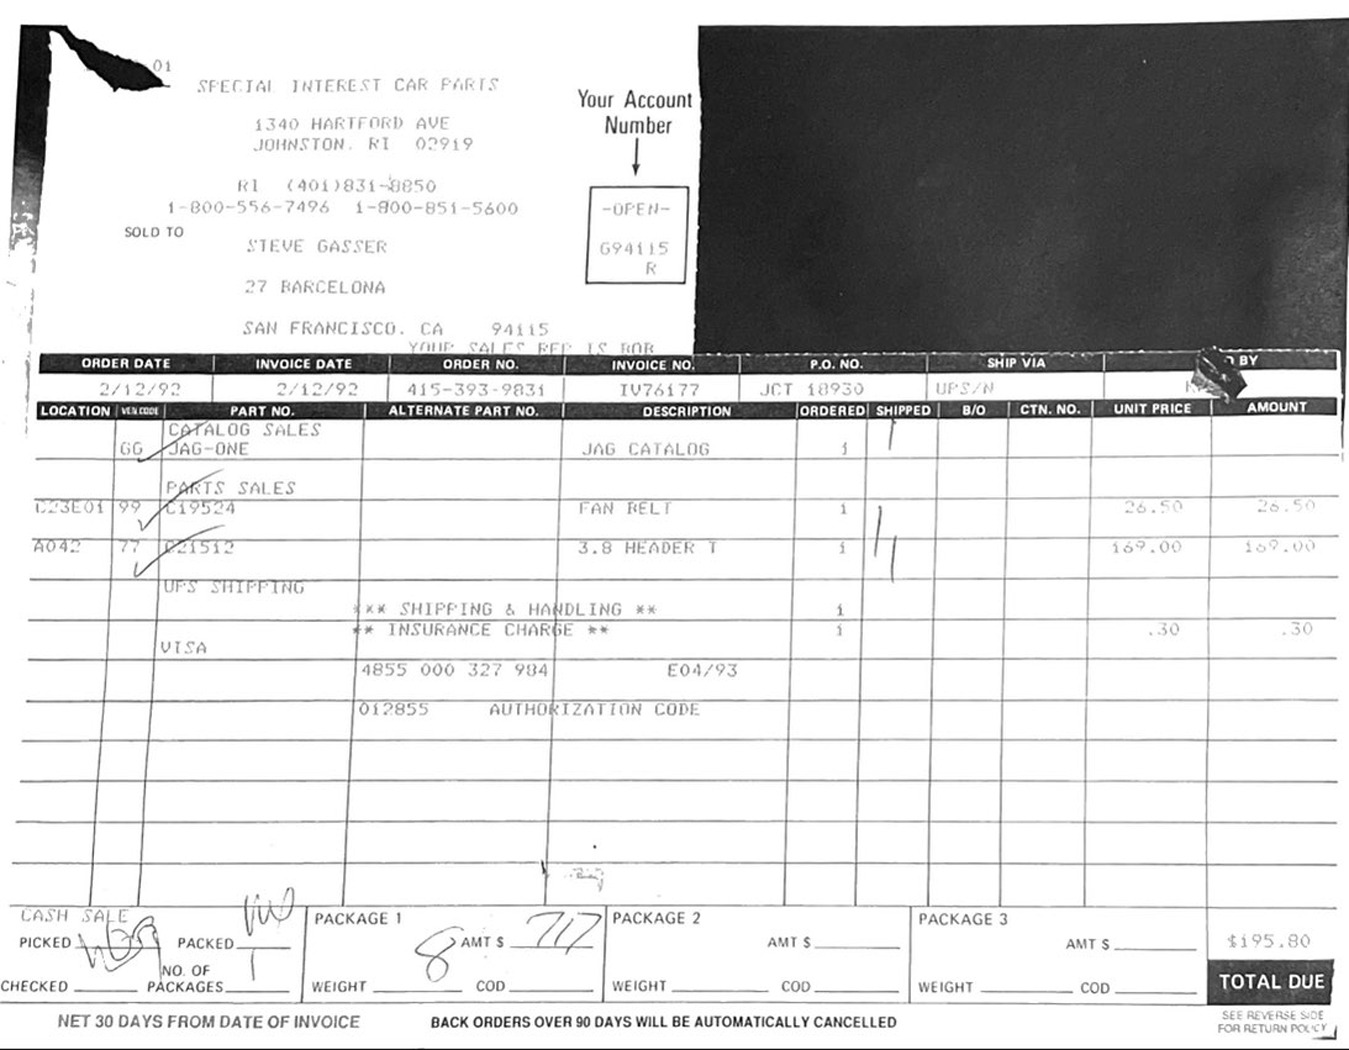 01
SPECIAL INTEREST CAR PARTS
1340 HARTFORD AVE
JOHNSTON. RI 02919
RI (401)831-8850
1-800-556-7496 1-800-851-5600
Your Account
Number
-OPEN-
G94115
R
SOLD TO
STEVE GASSER
27 BARCELONA
SAN FRANCISCO. CA 94115
YOUR SALES REP IS BOB
ORDER DATE INVOICE DATE ORDER NO. INVOICE NO. P.O. NO. SHIP VIA BY
2/12/92 2/12/92 415-393-9831 IV76177 JCT 18930 UPS/N
LOCATION VEN CODE PART NO. ALTERNATE PART NO. DESCRIPTION ORDERED SHIPPED B/O CTN. NO. UNIT PRICE AMOUNT
CATALOG SALES
GG JAG-ONE JAG CATALOG 1 1
PARTS SALES
C23E01 99 C19524 FAN BELT 1 1 26.50 26.50
A042 77 C21512 3.8 HEADER T 1 1 169.00 169.00
UPS SHIPPING
*** SHIPPING & HANDLING ** 1
** INSURANCE CHARGE ** 1 .30 .30
VISA
4855 000 327 984 E04/93
012855 AUTHORIZATION CODE
CASH SALE
PICKED PACKED
CHECKED NO. OF PACKAGES 1
PACKAGE 1
AMT $ 7.17
WEIGHT 8 COD
PACKAGE 2
AMT $
WEIGHT COD
PACKAGE 3
AMT $
WEIGHT COD
$195.80
TOTAL DUE
NET 30 DAYS FROM DATE OF INVOICE BACK ORDERS OVER 90 DAYS WILL BE AUTOMATICALLY CANCELLED
SEE REVERSE SIDE
FOR RETURN POLICY